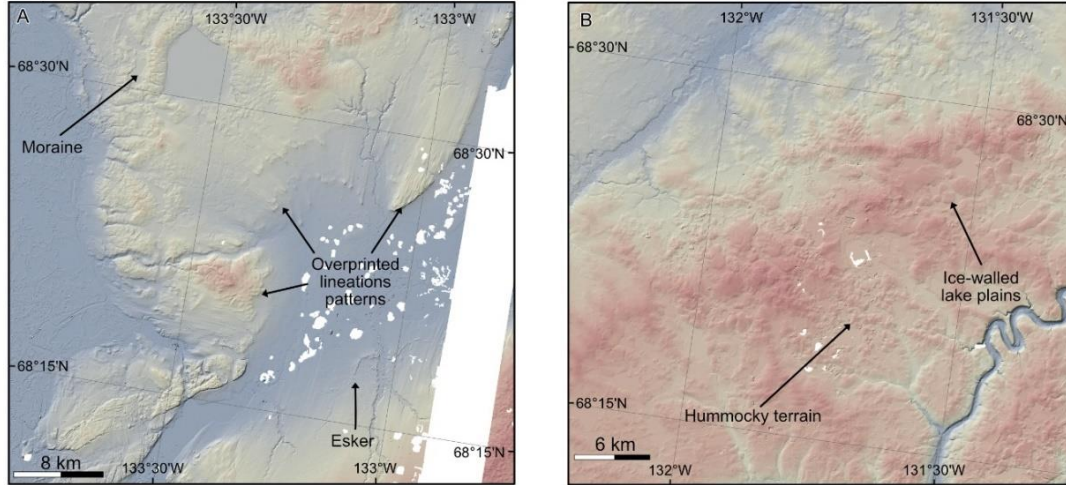 A
133°30'W
133°W
68°30'N
Moraine
68°30'N
Overprinted
lineations
patterns
68°15'N
Esker
68°15'N
8 km
133°30'W
133°W
B
132°W
131°30'W
68°30'N
68°30'N
Ice-walled
lake plains
68°15'N
Hummocky terrain
68°15'N
6 km
132°W
131°30'W